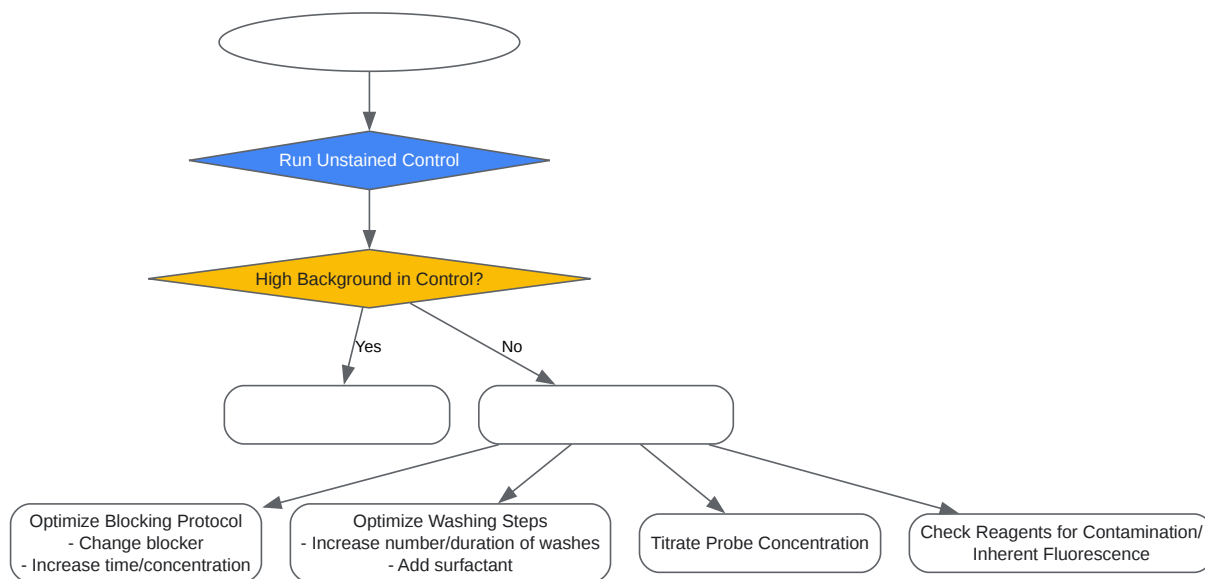 Run Unstained Control
High Background in Control?
Yes
No
Optimize Blocking Protocol
- Change blocker
- Increase time/concentration
Optimize Washing Steps
- Increase number/duration of washes
- Add surfactant
Titrate Probe Concentration
Check Reagents for Contamination/
Inherent Fluorescence